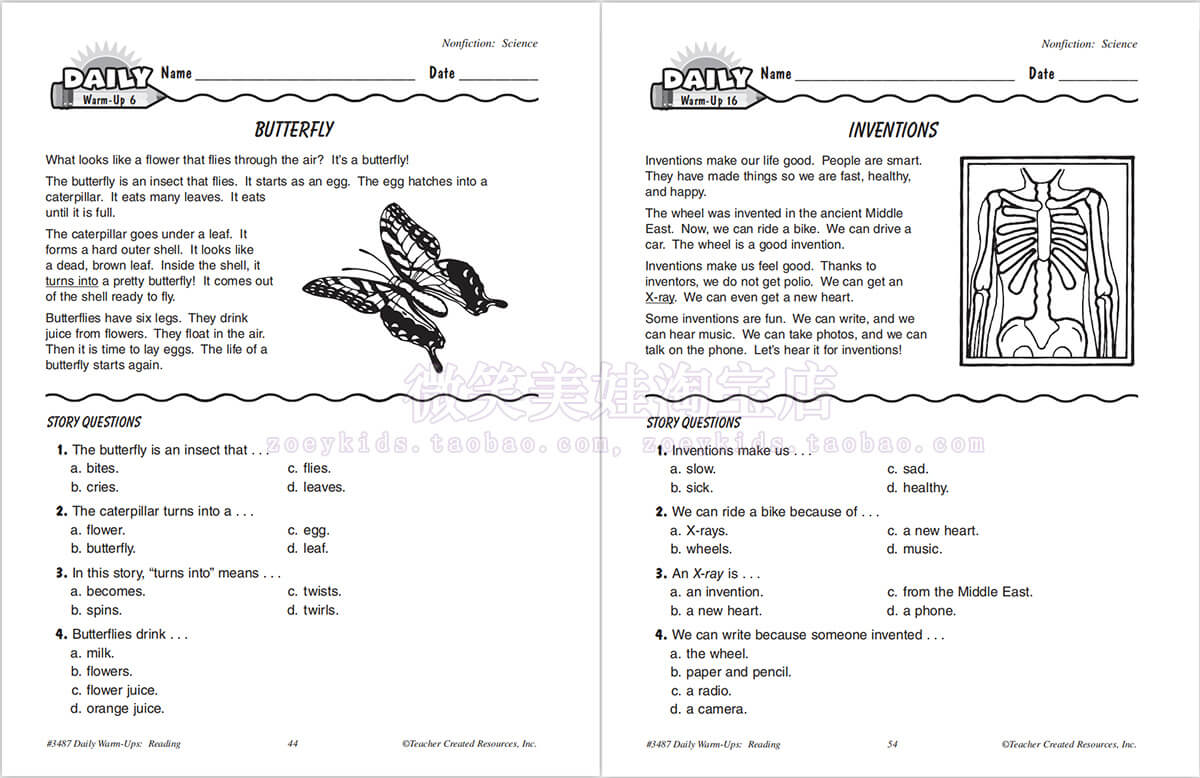 Nonfiction: Science
DAILY
Warm-Up 6
Name
Date
BUTTERFLY
What looks like a flower that flies through the air? It's a butterfly!
The butterfly is an insect that flies. It starts as an egg. The egg hatches into a
caterpillar. It eats many leaves. It eats
until it is full.
The caterpillar goes under a leaf. It
forms a hard outer shell. It looks like
a dead, brown leaf. Inside the shell, it
turns into a pretty butterfly! It comes out
of the shell ready to fly.
Butterflies have six legs. They drink
juice from flowers. They float in the air.
Then it is time to lay eggs. The life of a
butterfly starts again.
STORY QUESTIONS
1. The butterfly is an insect that . . .
a. bites.
c. flies.
b. cries.
d. leaves.
2. The caterpillar turns into a . . .
a. flower.
c. egg.
b. butterfly.
d. leaf.
3. In this story, “turns into” means . . .
a. becomes.
c. twists.
b. spins.
d. twirls.
4. Butterflies drink . . .
a. milk.
b. flowers.
c. flower juice.
d. orange juice.
#3487 Daily Warm-Ups: Reading
44
©Teacher Created Resources, Inc.
Nonfiction: Science
DAILY
Warm-Up 16
Name
Date
INVENTIONS
Inventions make our life good. People are smart.
They have made things so we are fast, healthy,
and happy.
The wheel was invented in the ancient Middle
East. Now, we can ride a bike. We can drive a
car. The wheel is a good invention.
Inventions make us feel good. Thanks to
inventors, we do not get polio. We can get an
X-ray. We can even get a new heart.
Some inventions are fun. We can write, and we
can hear music. We can take photos, and we can
talk on the phone. Let's hear it for inventions!
STORY QUESTIONS
1. Inventions make us . . .
a. slow.
c. sad.
b. sick.
d. healthy.
2. We can ride a bike because of . . .
a. X-rays.
c. a new heart.
b. wheels.
d. music.
3. An X-ray is . . .
a. an invention.
c. from the Middle East.
b. a new heart.
d. a phone.
4. We can write because someone invented . . .
a. the wheel.
b. paper and pencil.
c. a radio.
d. a camera.
#3487 Daily Warm-Ups: Reading
54
©Teacher Created Resources, Inc.
微笑美娃淘宝店
zoeykids.taobao.com, zoeykids.taobao.com